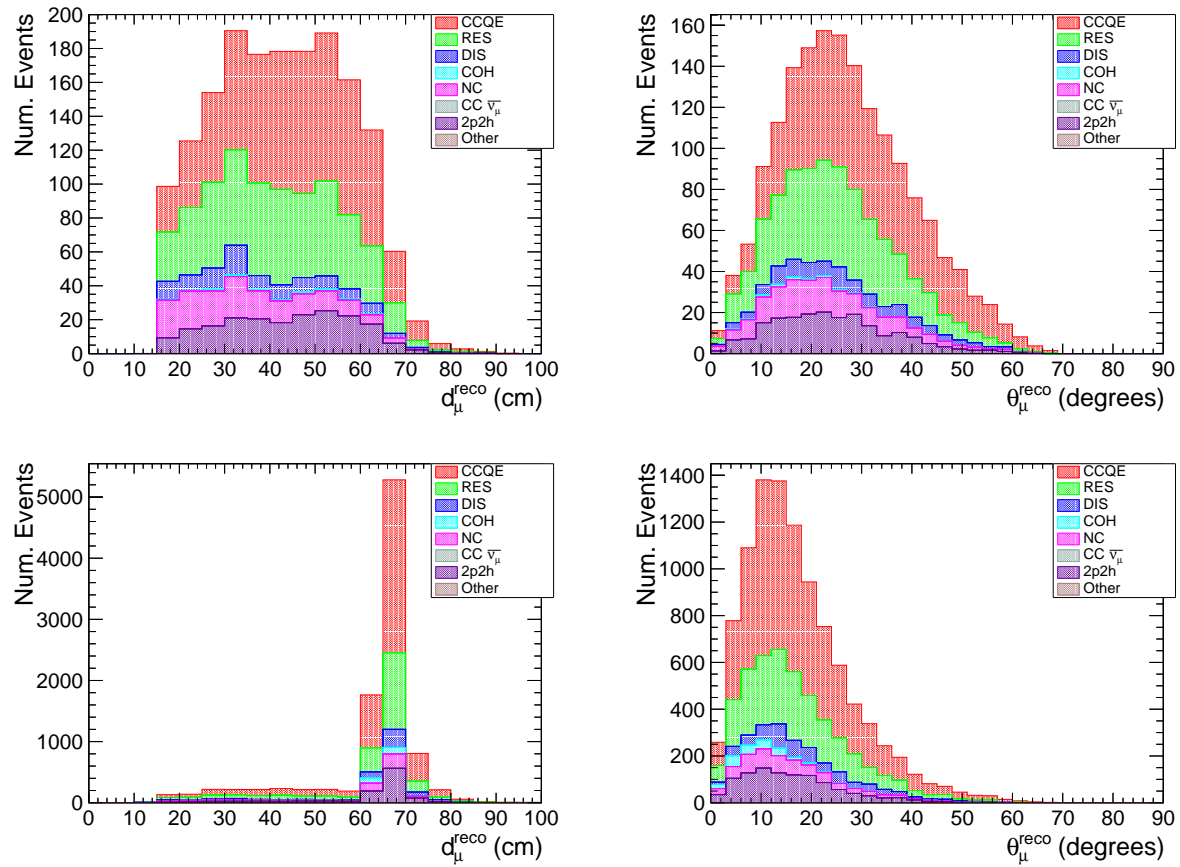 Num. Events
200
180
160
140
120
100
80
60
40
20
0
0 10 20 30 40 50 60 70 80 90 100
d_μ^reco (cm)
CCQE
RES
DIS
COH
NC
CC ν̅_μ
2p2h
Other
Num. Events
160
140
120
100
80
60
40
20
0
0 10 20 30 40 50 60 70 80 90
θ_μ^reco (degrees)
CCQE
RES
DIS
COH
NC
CC ν̅_μ
2p2h
Other
Num. Events
5000
4000
3000
2000
1000
0
0 10 20 30 40 50 60 70 80 90 100
d_μ^reco (cm)
CCQE
RES
DIS
COH
NC
CC ν̅_μ
2p2h
Other
Num. Events
1400
1200
1000
800
600
400
200
0
0 10 20 30 40 50 60 70 80 90
θ_μ^reco (degrees)
CCQE
RES
DIS
COH
NC
CC ν̅_μ
2p2h
Other